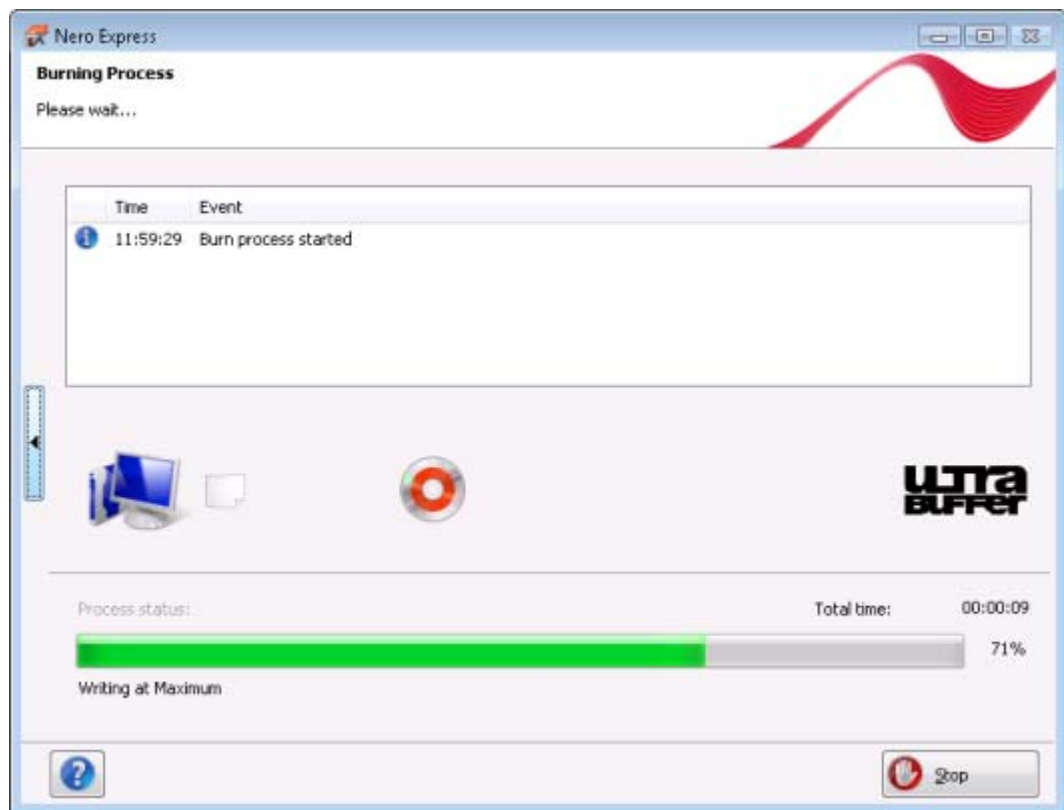 Nero Express
Burning Process
Please wait...
Time Event
11:59:29 Burn process started
ULTRA
BUFFER
Process status: Total time: 00:00:09
71%
Writing at Maximum
? Stop